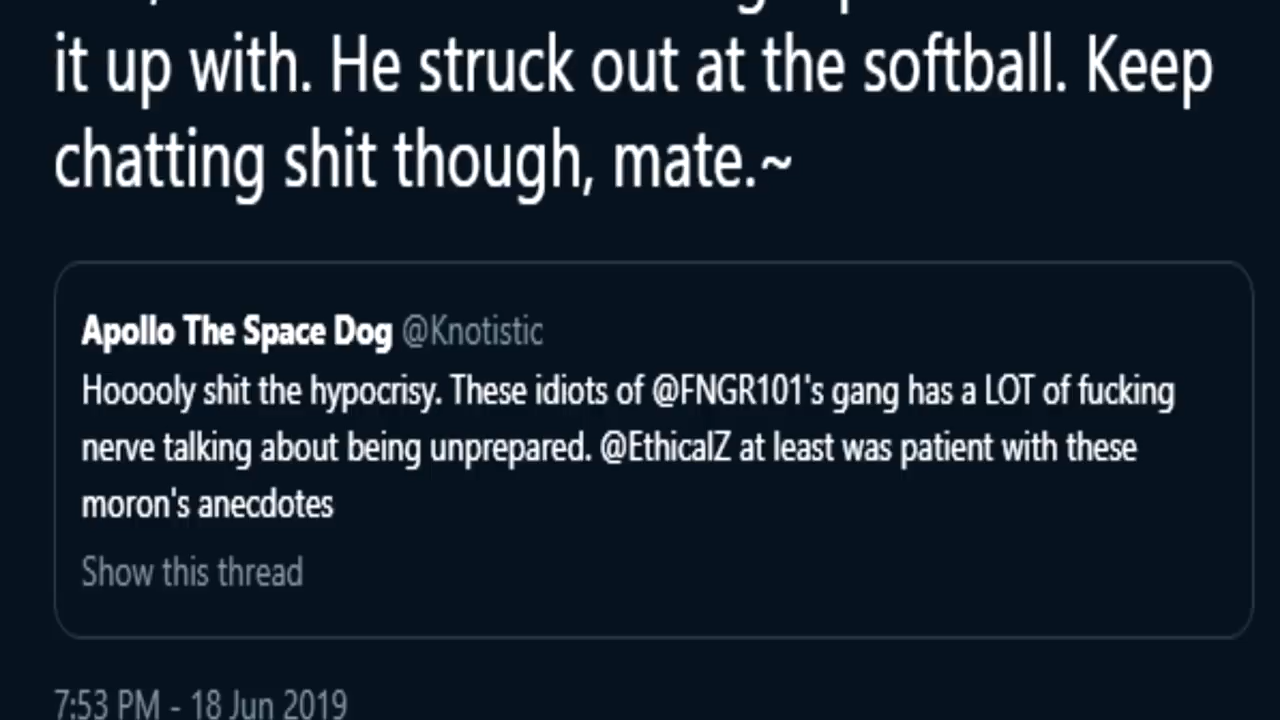 it up with. He struck out at the softball. Keep
chatting shit though, mate.~
Apollo The Space Dog @Knotistic
Hooooly shit the hypocrisy. These idiots of @FNGR101's gang has a LOT of fucking
nerve talking about being unprepared. @EthicalZ at least was patient with these
moron's anecdotes
Show this thread
7:53 PM - 18 Jun 2019